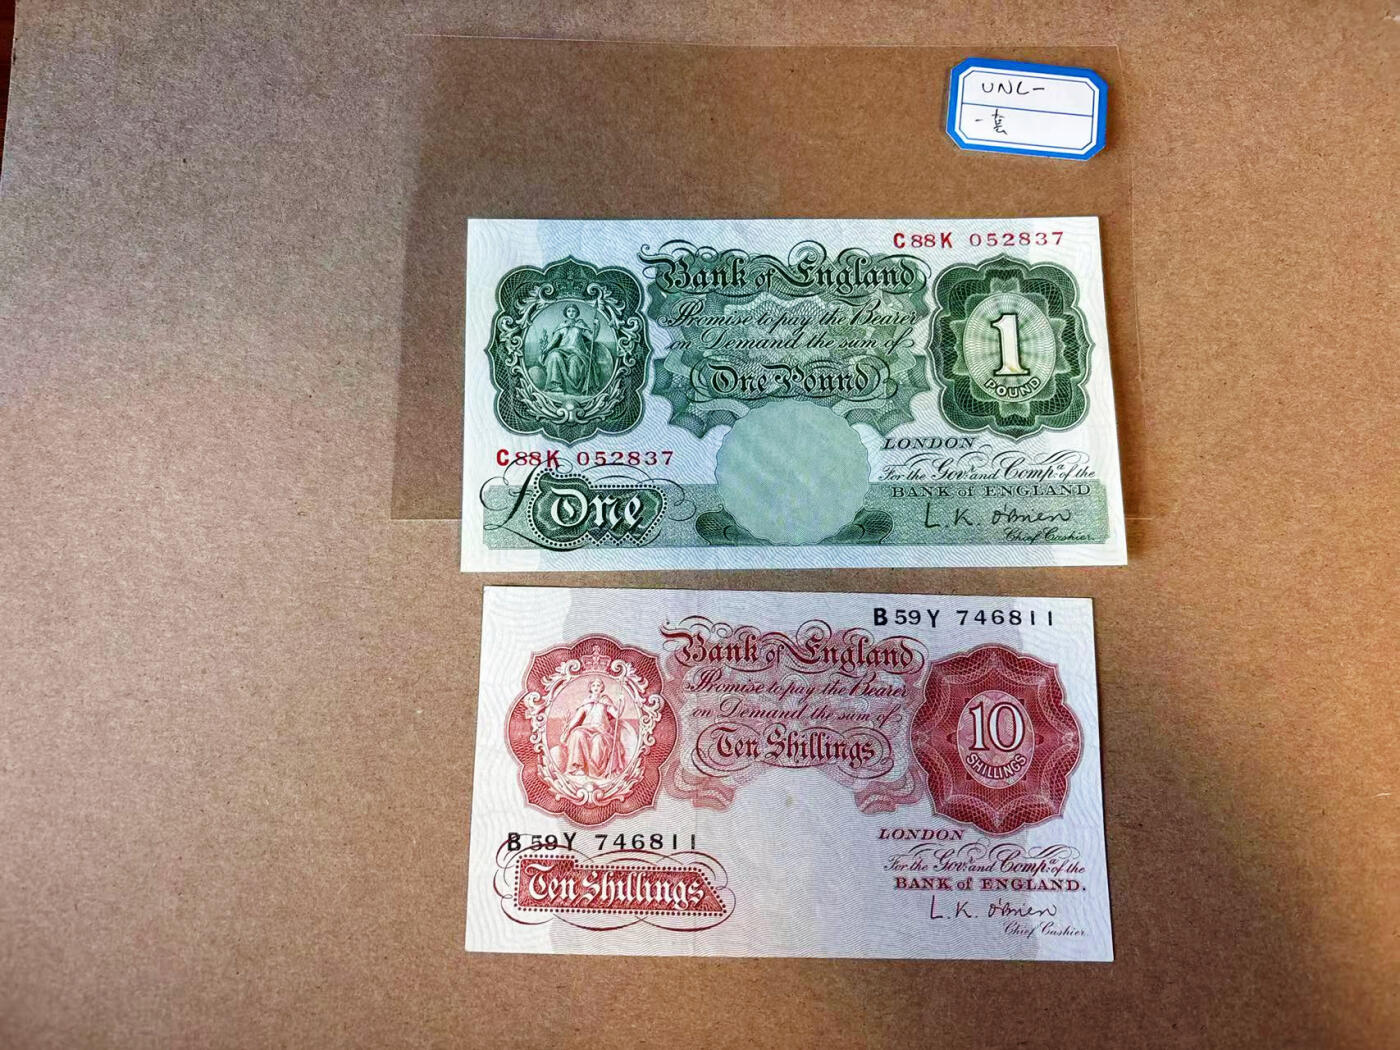 UNC-
一套
C88K 052837
Bank of England
Promise to pay the Bearer
on Demand the sum of
One Pound
1
POUND
LONDON
For the Govr. and Compa. of the
BANK of ENGLAND
L.K. O'Brien
Chief Cashier.
C88K 052837
£One
B59Y 746811
Bank of England
Promise to pay the Bearer
on Demand the sum of
Ten Shillings
10
SHILLINGS
LONDON
For the Govr. and Compa. of the
BANK of ENGLAND.
L.K. O'Brien
Chief Cashier.
B59Y 746811
Ten Shillings